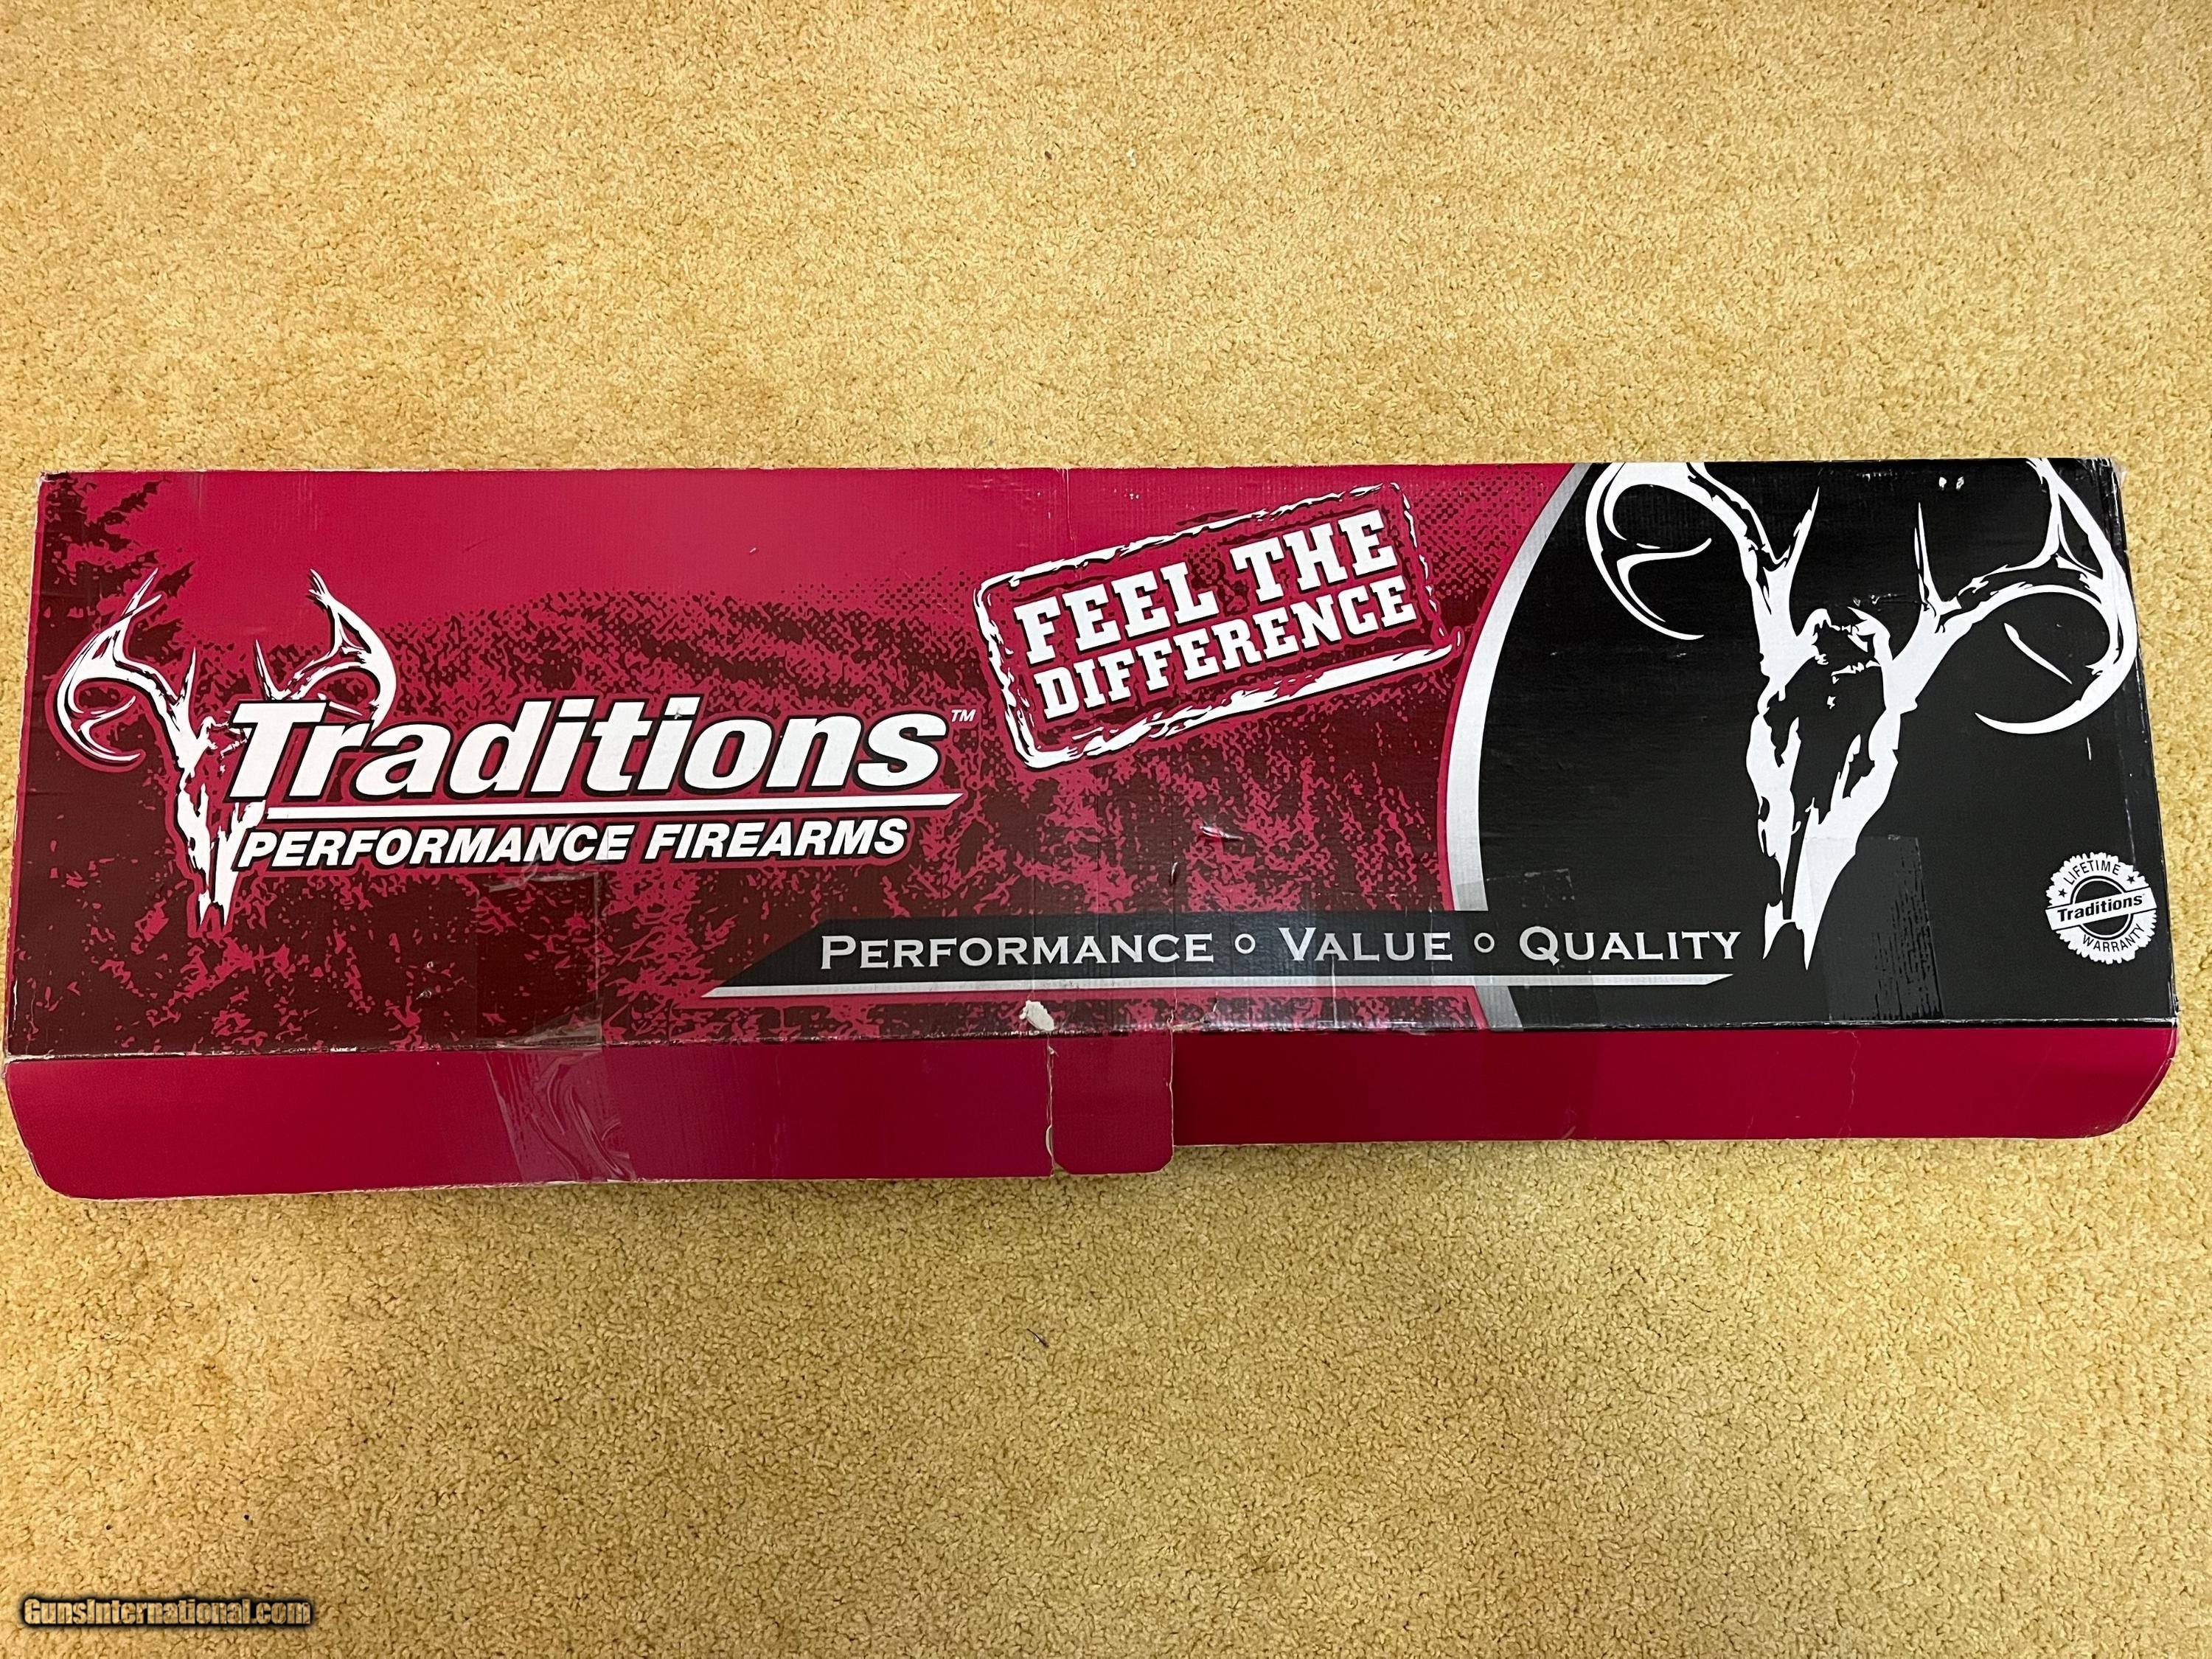 Traditions™
PERFORMANCE FIREARMS
FEEL THE
DIFFERENCE
PERFORMANCE ○ VALUE ○ QUALITY
LIFETIME
Traditions
WARRANTY
GunsInternational.com